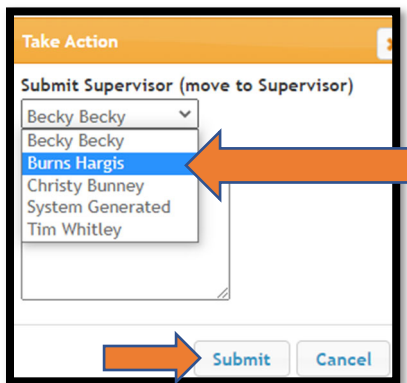 Take Action
Submit Supervisor (move to Supervisor)
Becky Becky
Becky Becky
Burns Hargis
Christy Bunney
System Generated
Tim Whitley
Submit Cancel